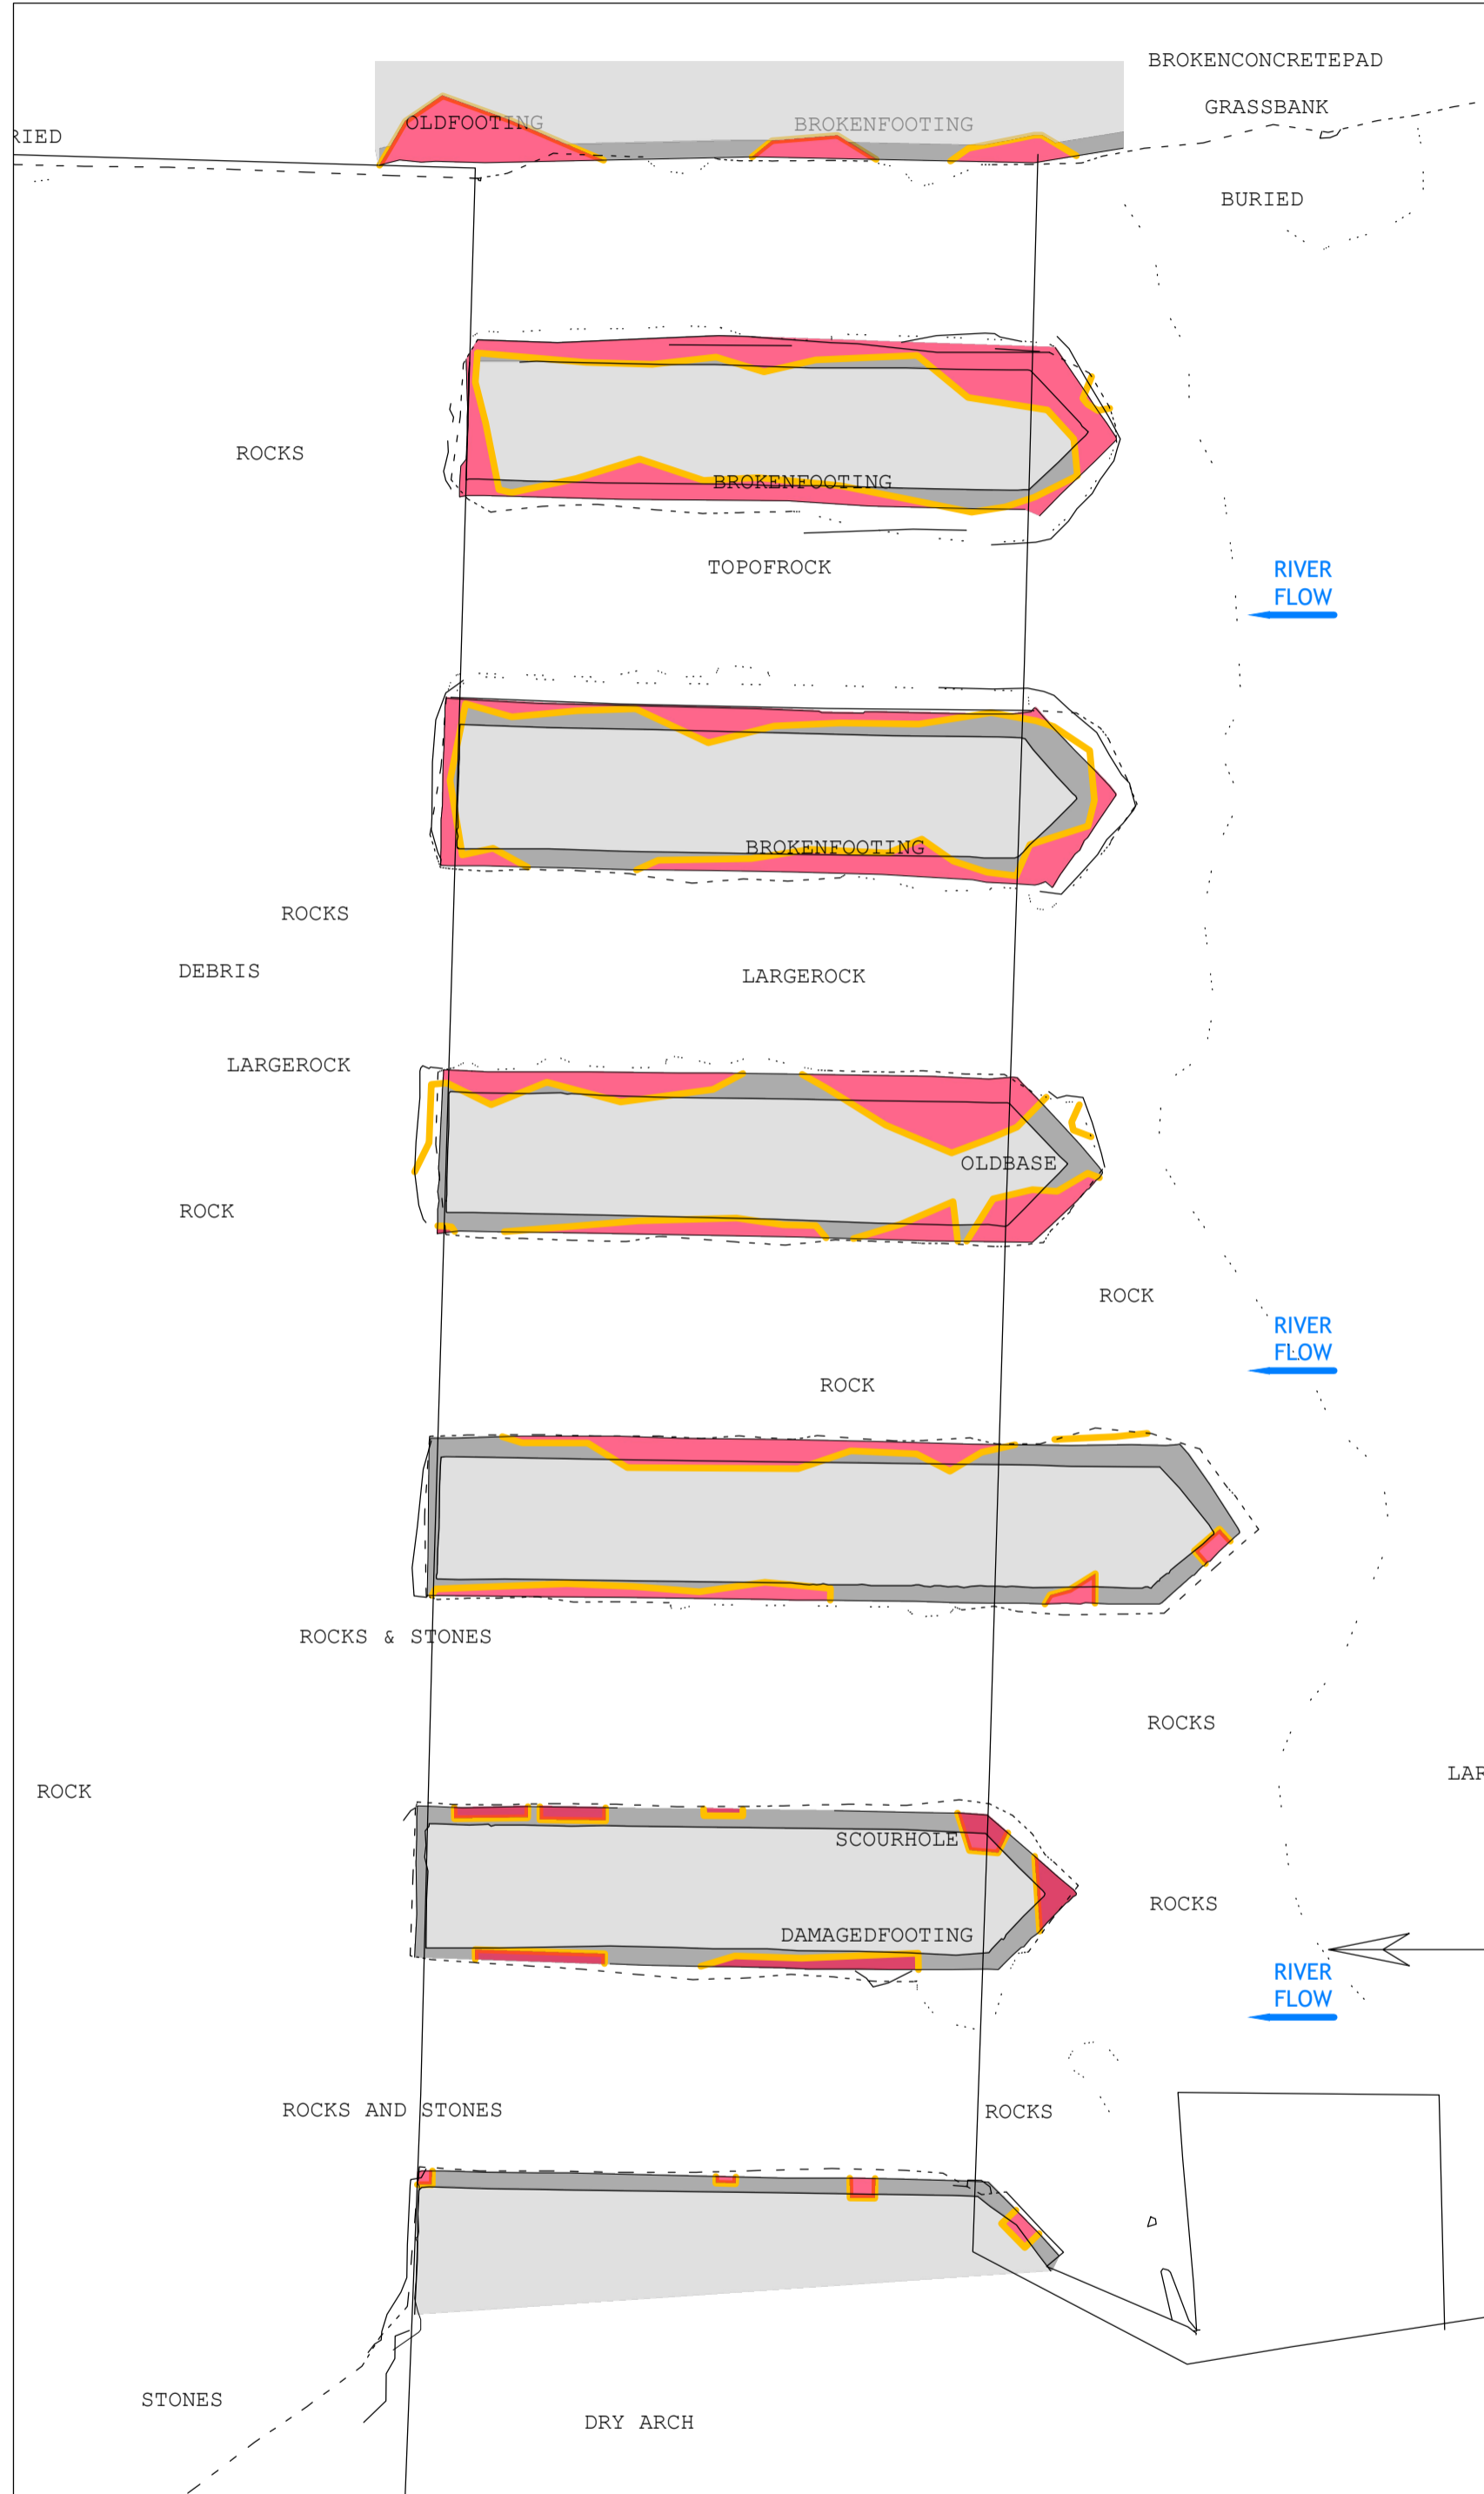 BROKENCONCRETEPAD
GRASSBANK
OLDFOOTING
BROKENFOOTING
RIED
BURIED
ROCKS
BROKENFOOTING
TOPOFROCK
RIVER
FLOW
BROKENFOOTING
ROCKS
DEBRIS
LARGEROCK
LARGEROCK
OLDBASE
ROCK
ROCK
RIVER
FLOW
ROCK
ROCKS & STONES
ROCKS
LAR
ROCK
SCOURHOLE
ROCKS
DAMAGEDFOOTING
RIVER
FLOW
ROCKS AND STONES
ROCKS
STONES
DRY ARCH